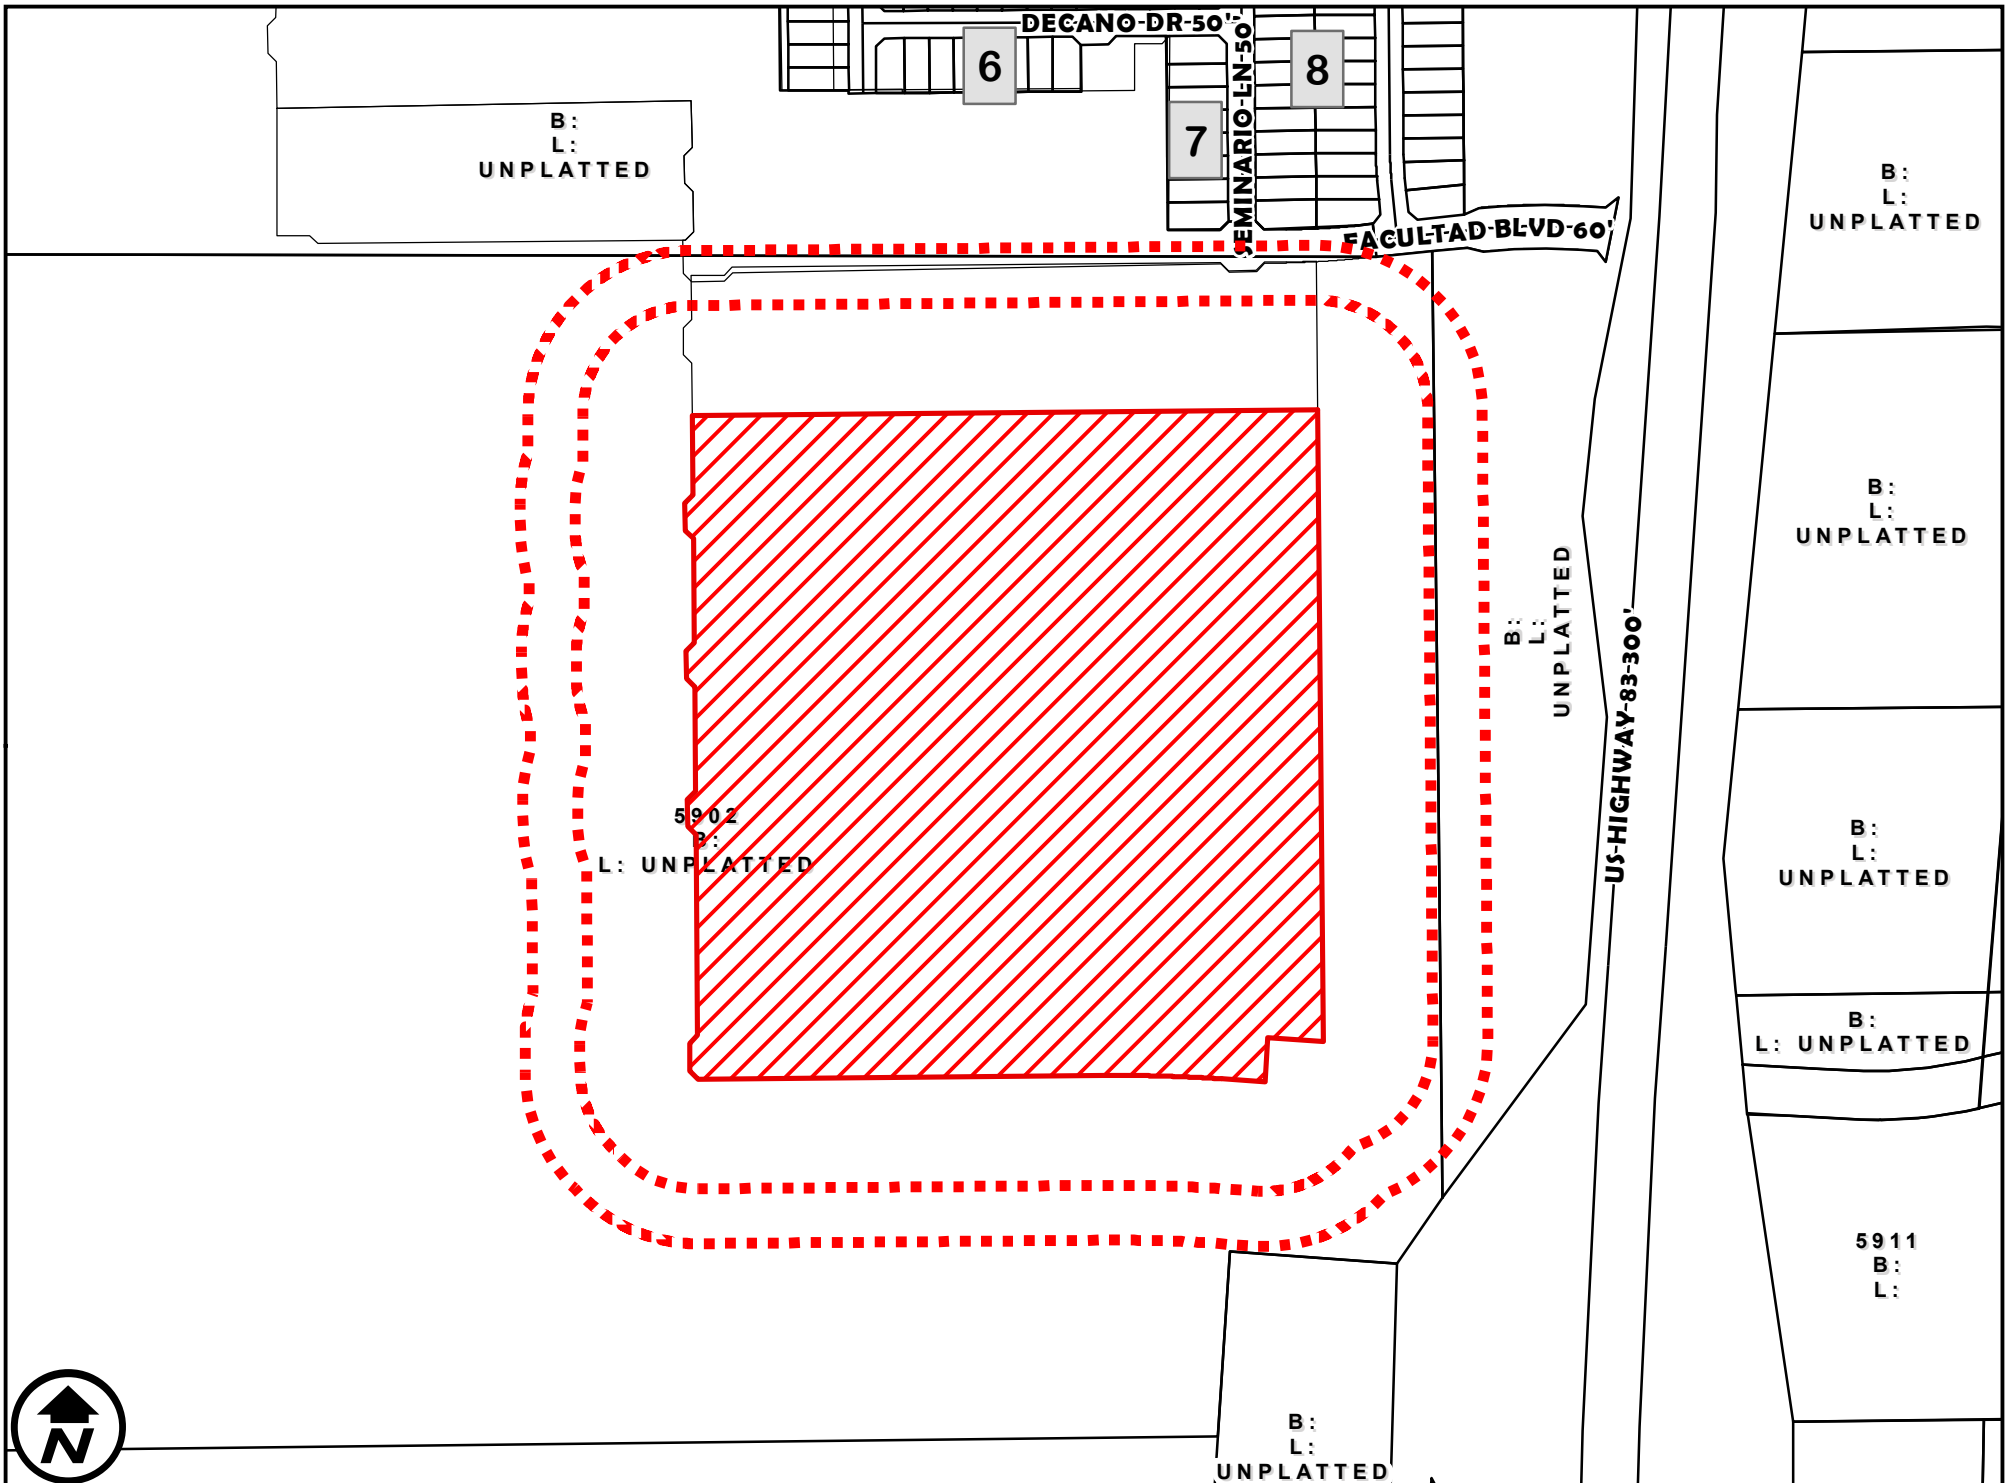 DECANO-DR-50'
6
8
7
SEMINARIO-LN-50'
FACULTAD-BLVD-60'
B:
L:
UNPLATTED
B:
L:
UNPLATTED
B:
L:
UNPLATTED
B:
L:
UNPLATTED
US-HIGHWAY-83-300'
5902
B:
L: UNPLATTED
B:
L:
UNPLATTED
B:
L: UNPLATTED
5911
B:
L:
B:
L:
UNPLATTED
N